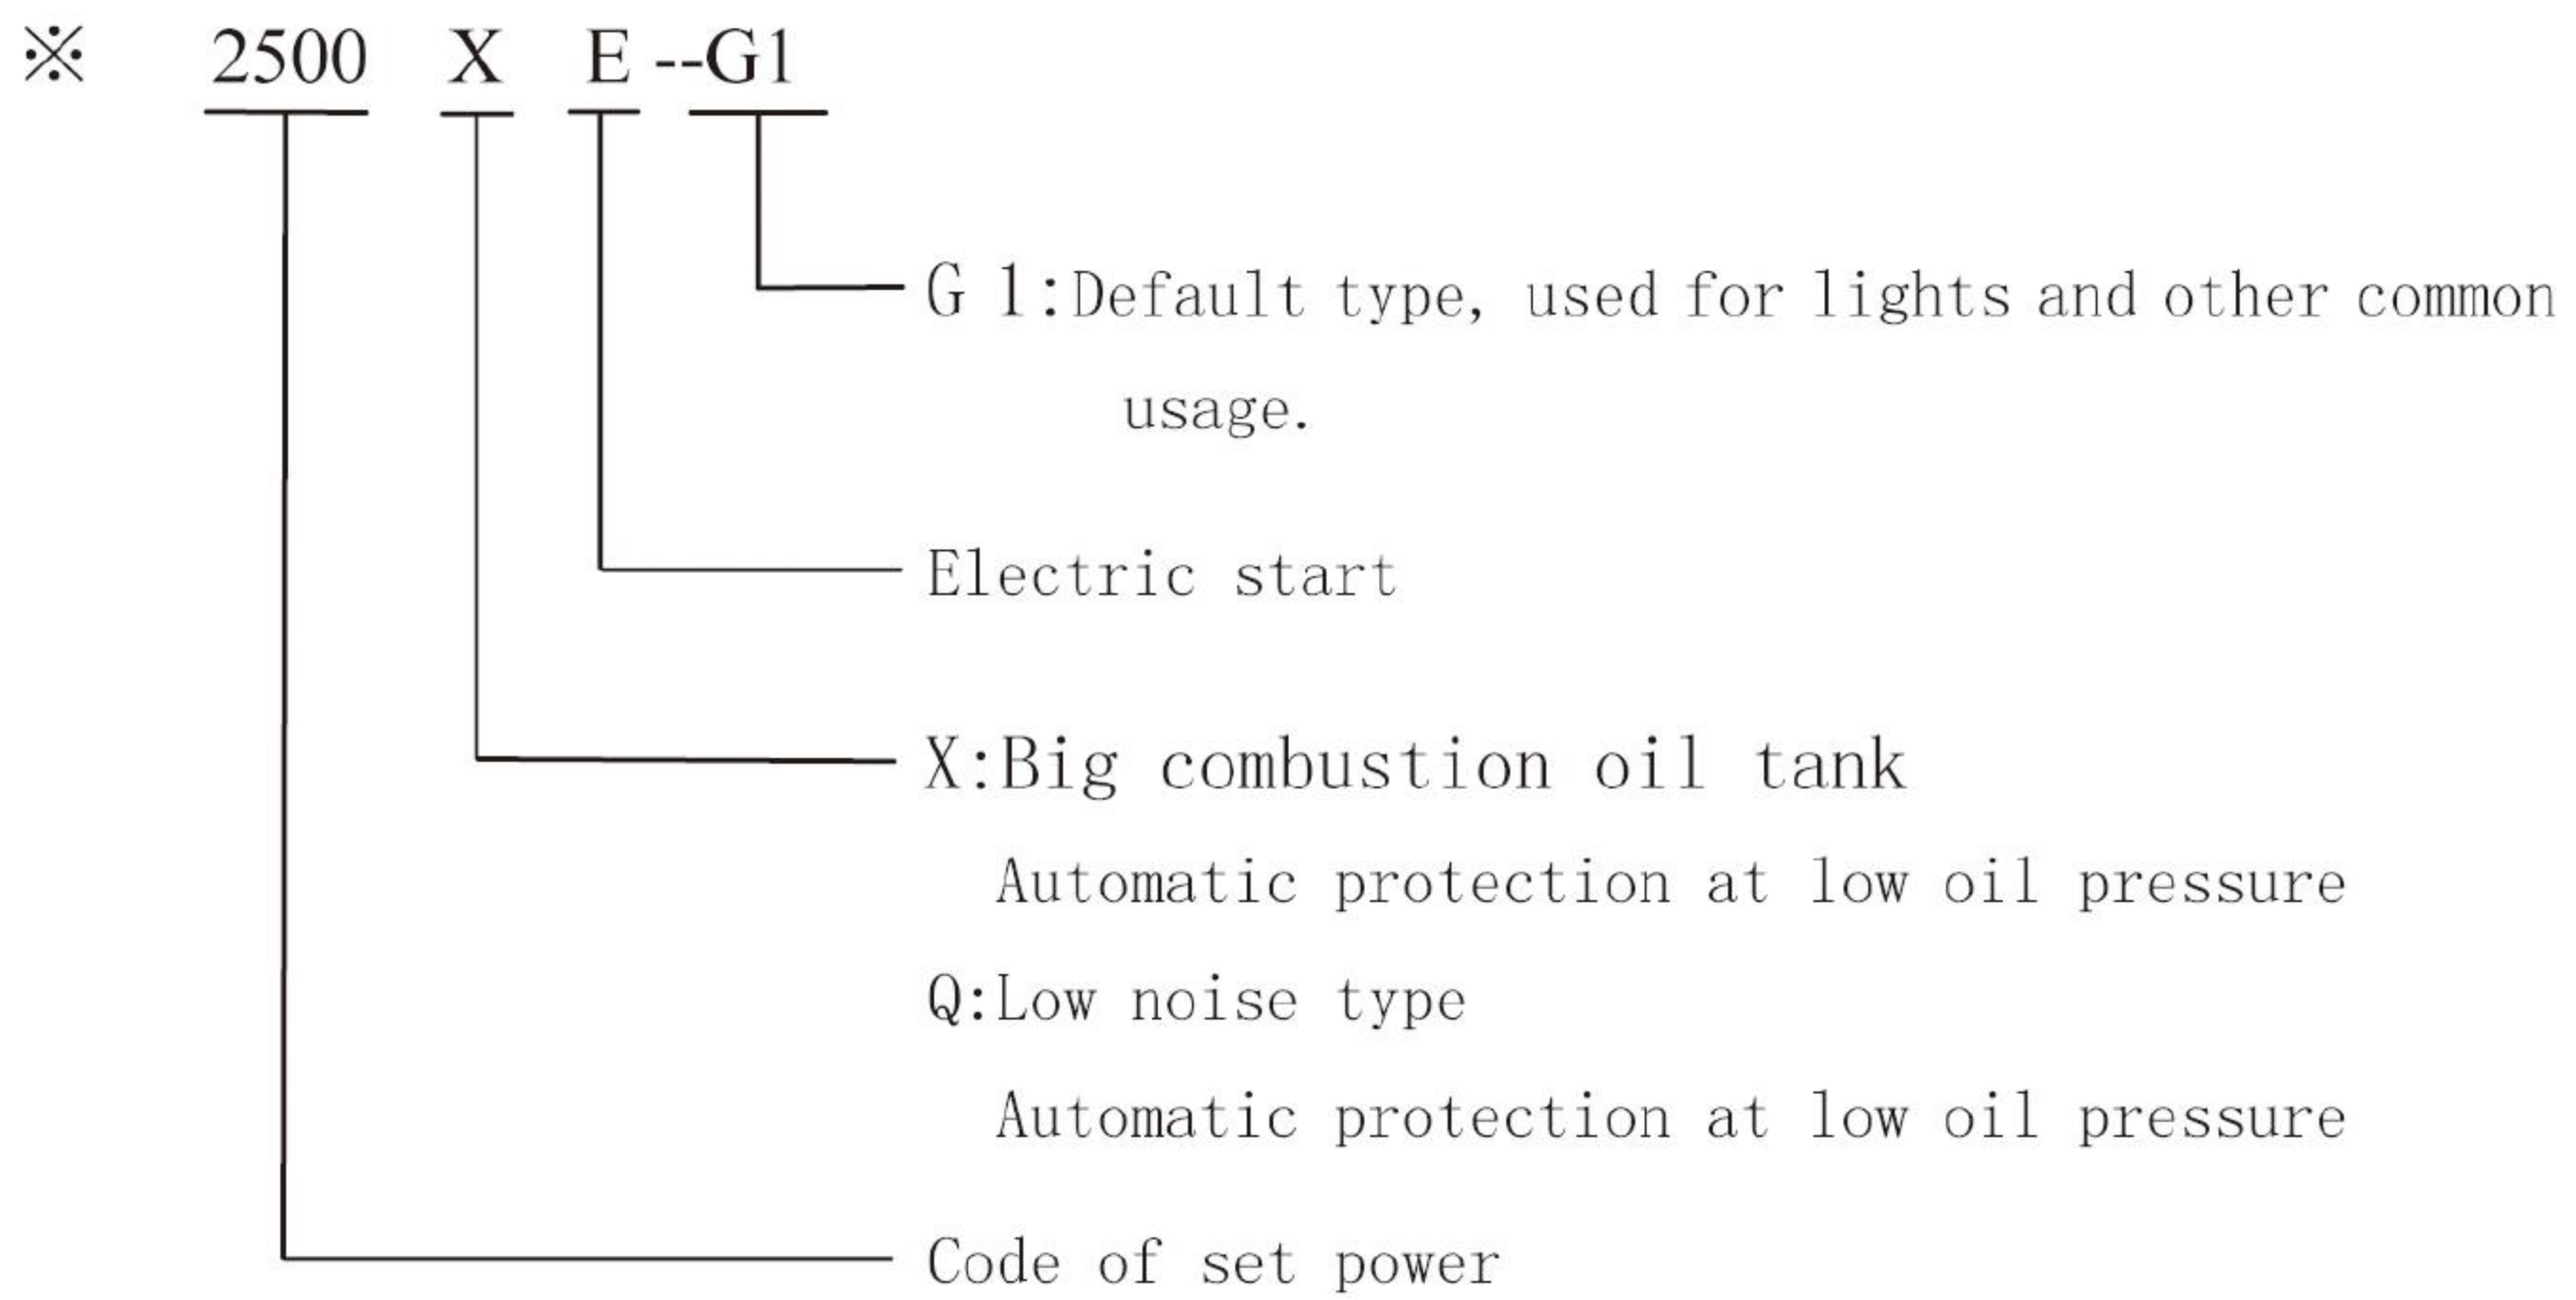 ※ 2500 X E --G1
G 1:Default type, used for lights and other common
usage.
Electric start
X:Big combustion oil tank
Automatic protection at low oil pressure
Q:Low noise type
Automatic protection at low oil pressure
Code of set power